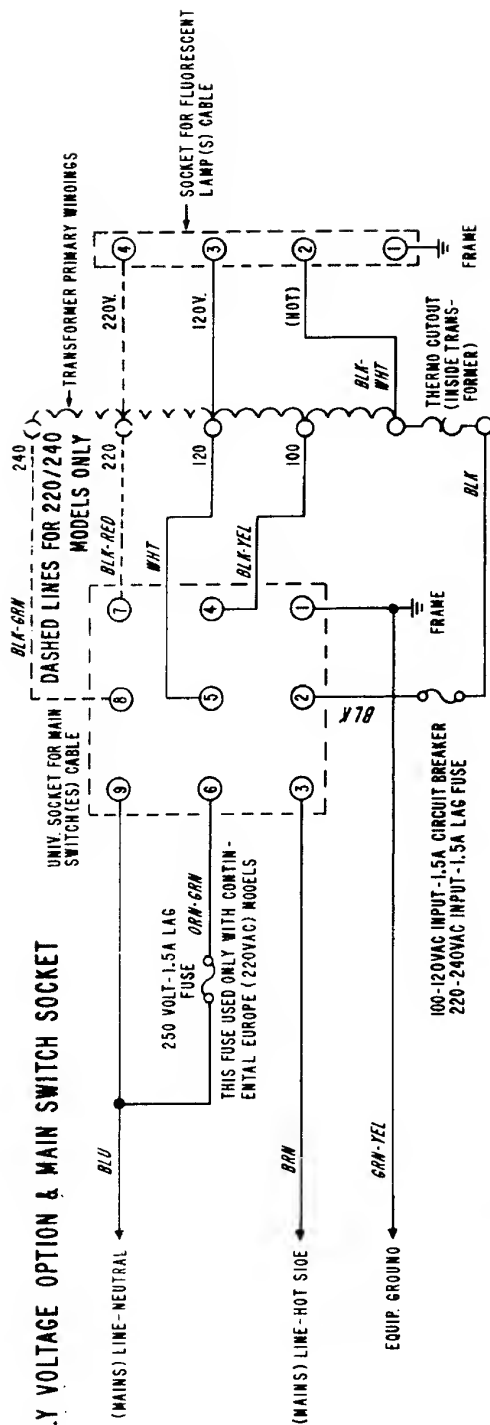 .Y VOLTAGE OPTION & MAIN SWITCH SOCKET
(MAINS) LINE-NEUTRAL
BLU
250 VOLT-1.5A LAG
FUSE
ORN-GRN
THIS FUSE USED ONLY WITH CONTIN-
ENTAL EUROPE (220VAC) MODELS
(MAINS) LINE-HOT SIDE
BRN
EQUIP. GROUND
GRN-YEL
UNIV. SOCKET FOR MAIN
SWITCH(ES) CABLE
9
8
7
6
5
4
3
2
1
FRAME
BLK
100-120VAC INPUT-1.5A CIRCUIT BREAKER
220-240VAC INPUT-1.5A LAG FUSE
BLK-GRN
DASHED LINES FOR 220/240
MODELS ONLY
BLK-RED
WHT
BLK-YEL
240
220
120
100
TRANSFORMER PRIMARY WINDINGS
BLK-
WHT
THERMO CUTOUT
(INSIDE TRANS-
FORMER)
BLK
220V.
120V.
(NOT)
4
3
2
1
FRAME
SOCKET FOR FLUORESCENT
LAMP(S) CABLE